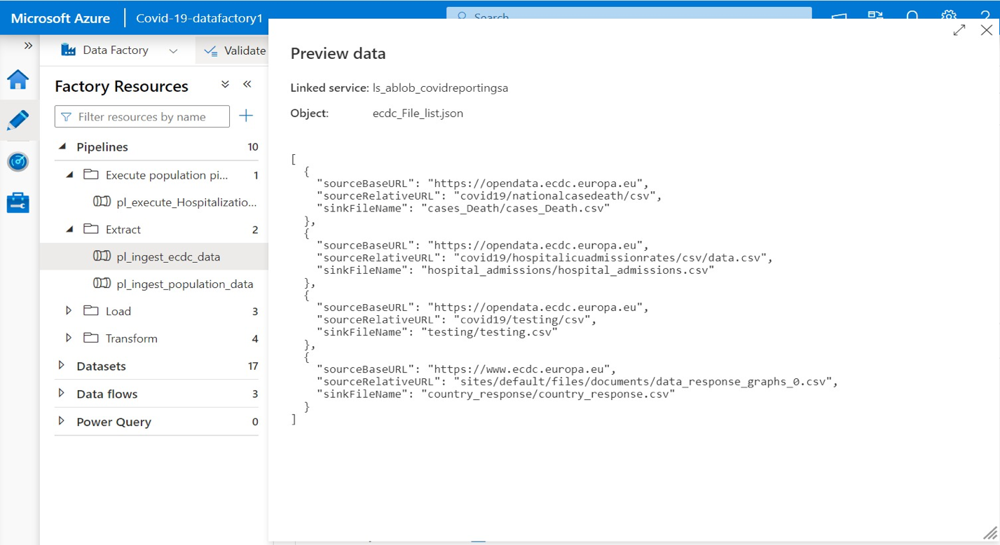 Microsoft Azure
Covid-19-datafactory1
Search
Data Factory
Validate
Factory Resources
Filter resources by name
Pipelines 10
Execute population pi... 1
pl_execute_Hospitalizatio...
Extract 2
pl_ingest_ecdc_data
pl_ingest_population_data
Load 3
Transform 4
Datasets 17
Data flows 3
Power Query 0
Preview data
Linked service: ls_ablob_covidreportingsa
Object: ecdc_File_list.json
[
{
"sourceBaseURL": "https://opendata.ecdc.europa.eu",
"sourceRelativeURL": "covid19/nationalcasedeath/csv",
"sinkFileName": "cases_Death/cases_Death.csv"
},
{
"sourceBaseURL": "https://opendata.ecdc.europa.eu",
"sourceRelativeURL": "covid19/hospitalicuadmissionrates/csv/data.csv",
"sinkFileName": "hospital_admissions/hospital_admissions.csv"
},
{
"sourceBaseURL": "https://opendata.ecdc.europa.eu",
"sourceRelativeURL": "covid19/testing/csv",
"sinkFileName": "testing/testing.csv"
},
{
"sourceBaseURL": "https://www.ecdc.europa.eu",
"sourceRelativeURL": "sites/default/files/documents/data_response_graphs_0.csv",
"sinkFileName": "country_response/country_response.csv"
}
]